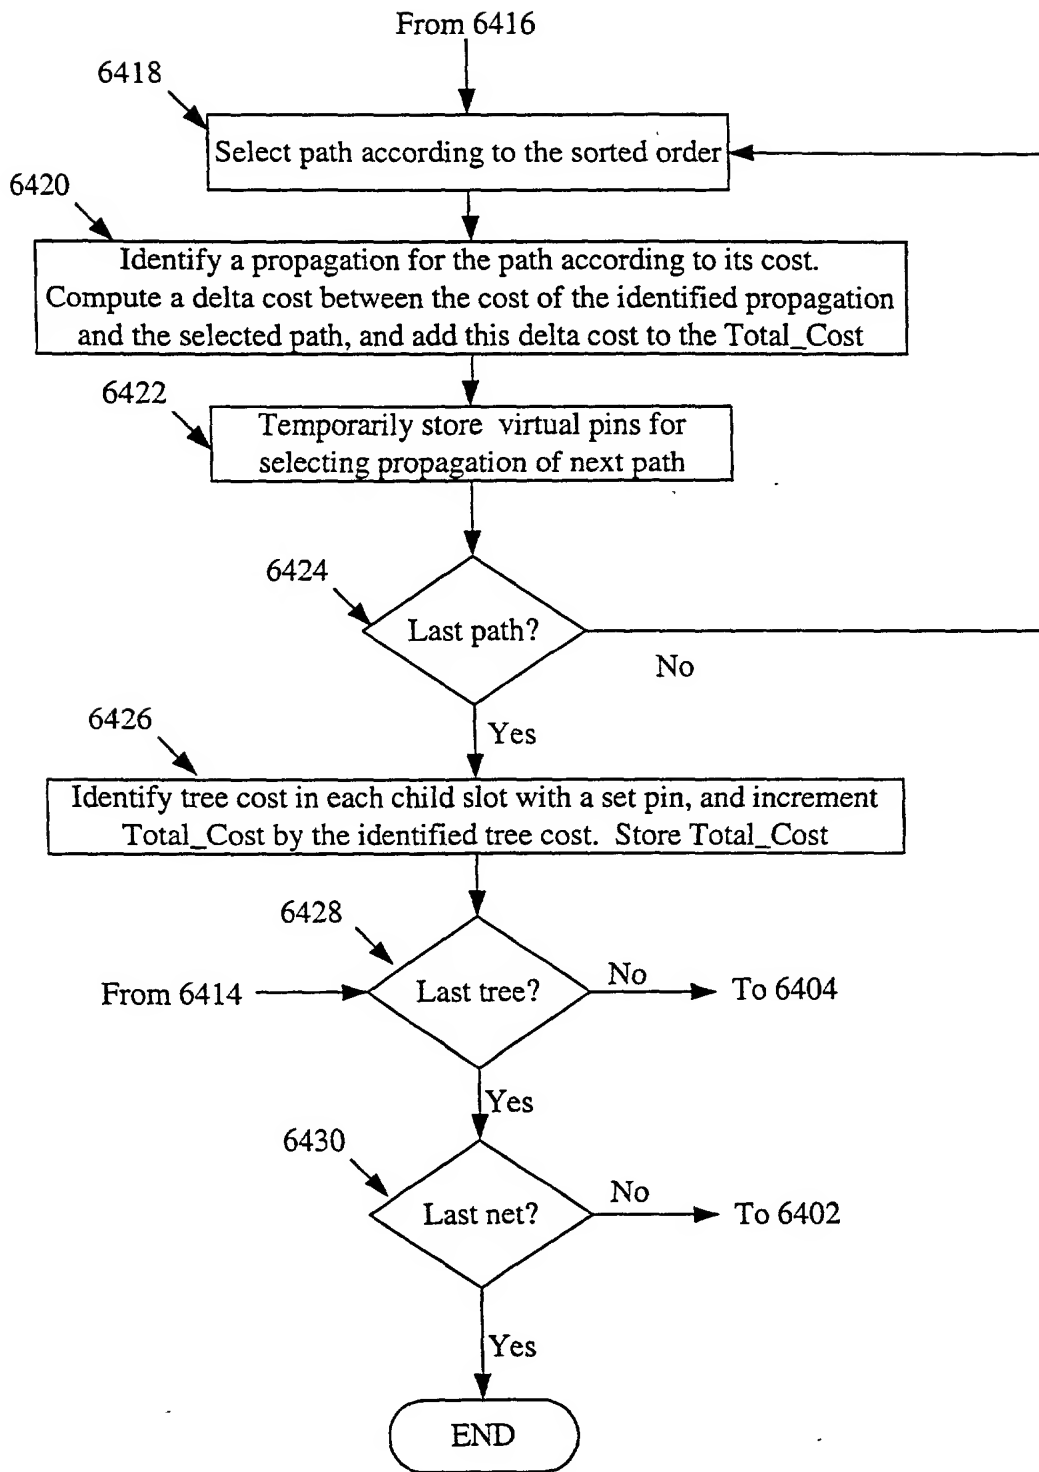 From 6416
6418
Select path according to the sorted order
6420
Identify a propagation for the path according to its cost.
Compute a delta cost between the cost of the identified propagation
and the selected path, and add this delta cost to the Total_Cost
6422
Temporarily store virtual pins for
selecting propagation of next path
6424
Last path?
No
Yes
6426
Identify tree cost in each child slot with a set pin, and increment
Total_Cost by the identified tree cost. Store Total_Cost
6428
From 6414
Last tree?
No
To 6404
Yes
6430
Last net?
No
To 6402
Yes
END